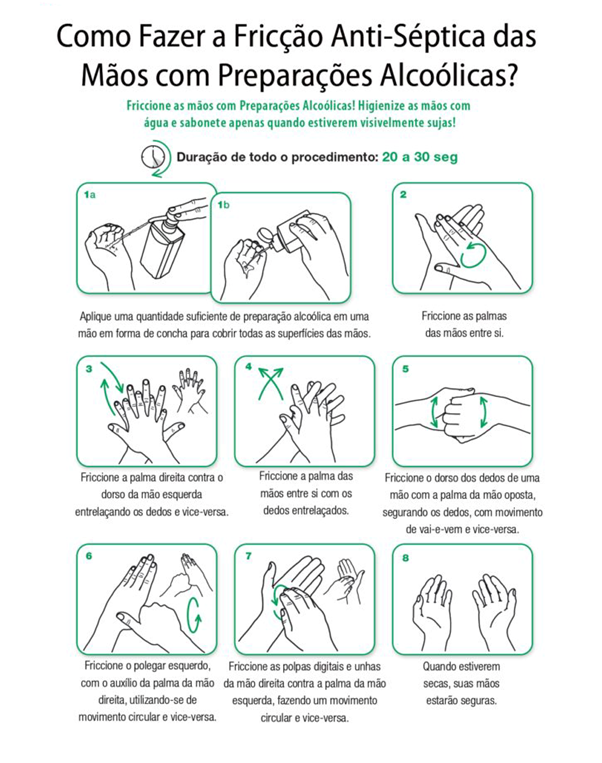 Como Fazer a Fricção Anti-Séptica das
Mãos com Preparações Alcoólicas?
Friccione as mãos com Preparações Alcoólicas! Higienize as mãos com
água e sabonete apenas quando estiverem visivelmente sujas!
Duração de todo o procedimento: 20 a 30 seg
1a
1b
Aplique uma quantidade suficiente de preparação alcoólica em uma
mão em forma de concha para cobrir todas as superfícies das mãos.
2
Friccione as palmas
das mãos entre si.
3
Friccione a palma direita contra o
dorso da mão esquerda
entrelaçando os dedos e vice-versa.
4
Friccione a palma das
mãos entre si com os
dedos entrelaçados.
5
Friccione o dorso dos dedos de uma
mão com a palma da mão oposta,
segurando os dedos, com movimento
de vai-e-vem e vice-versa.
6
Friccione o polegar esquerdo,
com o auxílio da palma da mão
direita, utilizando-se de
movimento circular e vice-versa.
7
Friccione as polpas digitais e unhas
da mão direita contra a palma da mão
esquerda, fazendo um movimento
circular e vice-versa.
8
Quando estiverem
secas, suas mãos
estarão seguras.